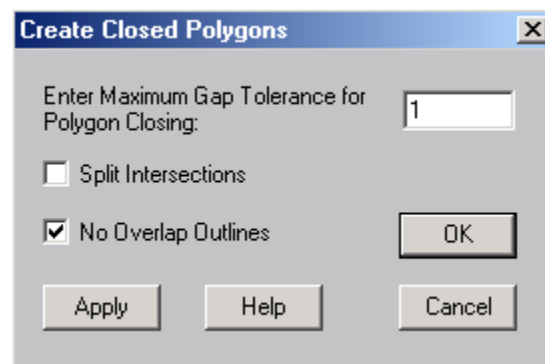 Create Closed Polygons
Enter Maximum Gap Tolerance for
Polygon Closing:
1
Split Intersections
No Overlap Outlines
OK
Apply
Help
Cancel